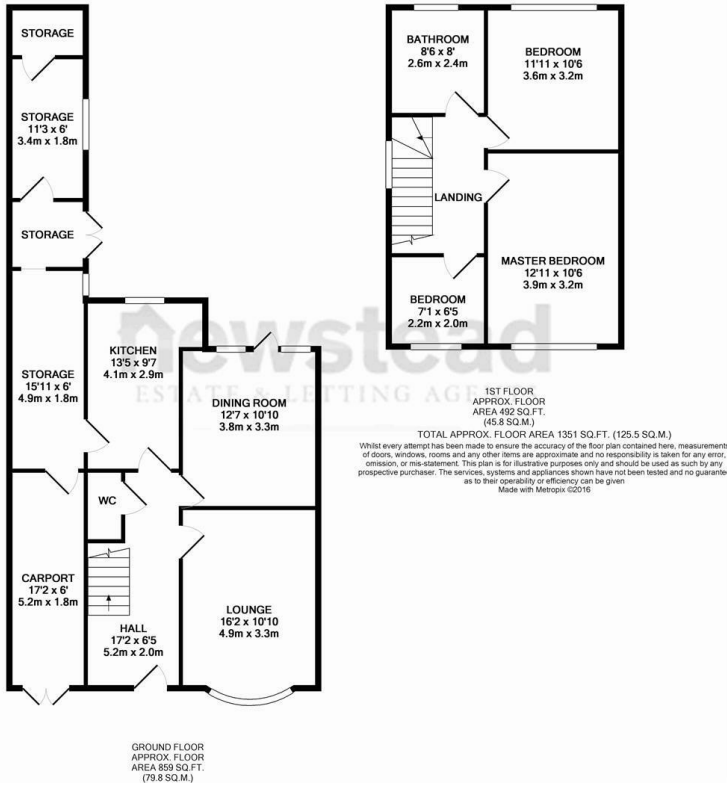 STORAGE
STORAGE
11'3 x 6'
3.4m x 1.8m
STORAGE
STORAGE
15'11 x 6'
4.9m x 1.8m
KITCHEN
13'5 x 9'7
4.1m x 2.9m
DINING ROOM
12'7 x 10'10
3.8m x 3.3m
WC
CARPORT
17'2 x 6'
5.2m x 1.8m
HALL
17'2 x 6'5
5.2m x 2.0m
LOUNGE
16'2 x 10'10
4.9m x 3.3m
GROUND FLOOR
APPROX. FLOOR
AREA 859 SQ.FT.
(79.8 SQ.M.)
BATHROOM
8'6 x 8'
2.6m x 2.4m
BEDROOM
11'11 x 10'6
3.6m x 3.2m
LANDING
MASTER BEDROOM
12'11 x 10'6
3.9m x 3.2m
BEDROOM
7'1 x 6'5
2.2m x 2.0m
newstead
ESTATE & LETTING AGE
1ST FLOOR
APPROX. FLOOR
AREA 492 SQ.FT.
(45.8 SQ.M.)
TOTAL APPROX. FLOOR AREA 1351 SQ.FT. (125.5 SQ.M.)
Whilst every attempt has been made to ensure the accuracy of the floor plan contained here, measurements
of doors, windows, rooms and any other items are approximate and no responsibility is taken for any error,
omission, or mis-statement. This plan is for illustrative purposes only and should be used as such by any
prospective purchaser. The services, systems and appliances shown have not been tested and no guarante
as to their operability or efficiency can be given
Made with Metropix ©2016